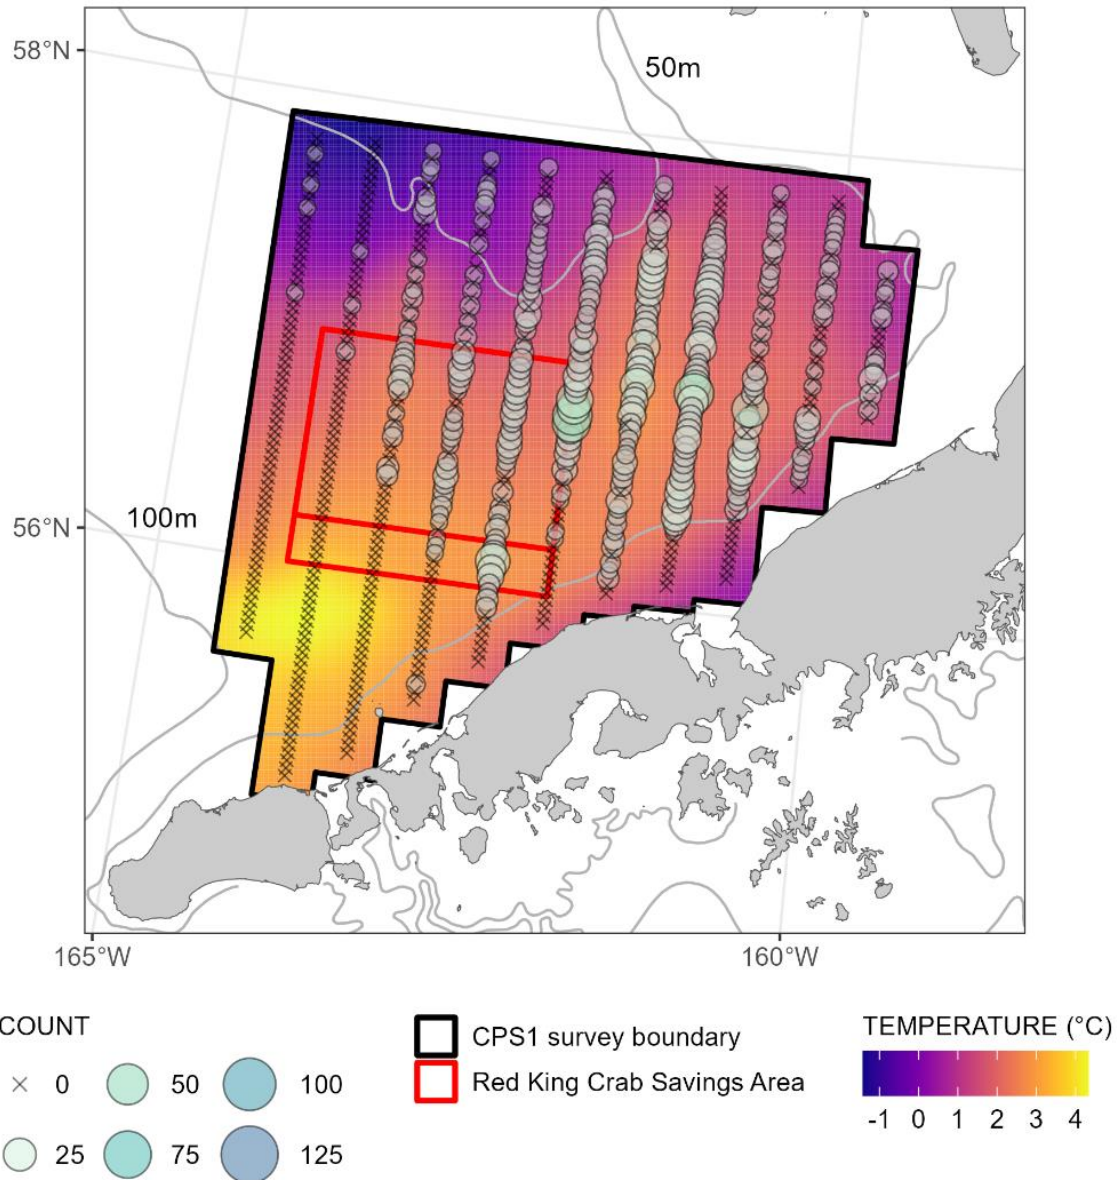 58°N
50m
56°N
100m
165°W
160°W
COUNT
0
50
100
25
75
125
CPS1 survey boundary
Red King Crab Savings Area
TEMPERATURE (°C)
-1 0 1 2 3 4